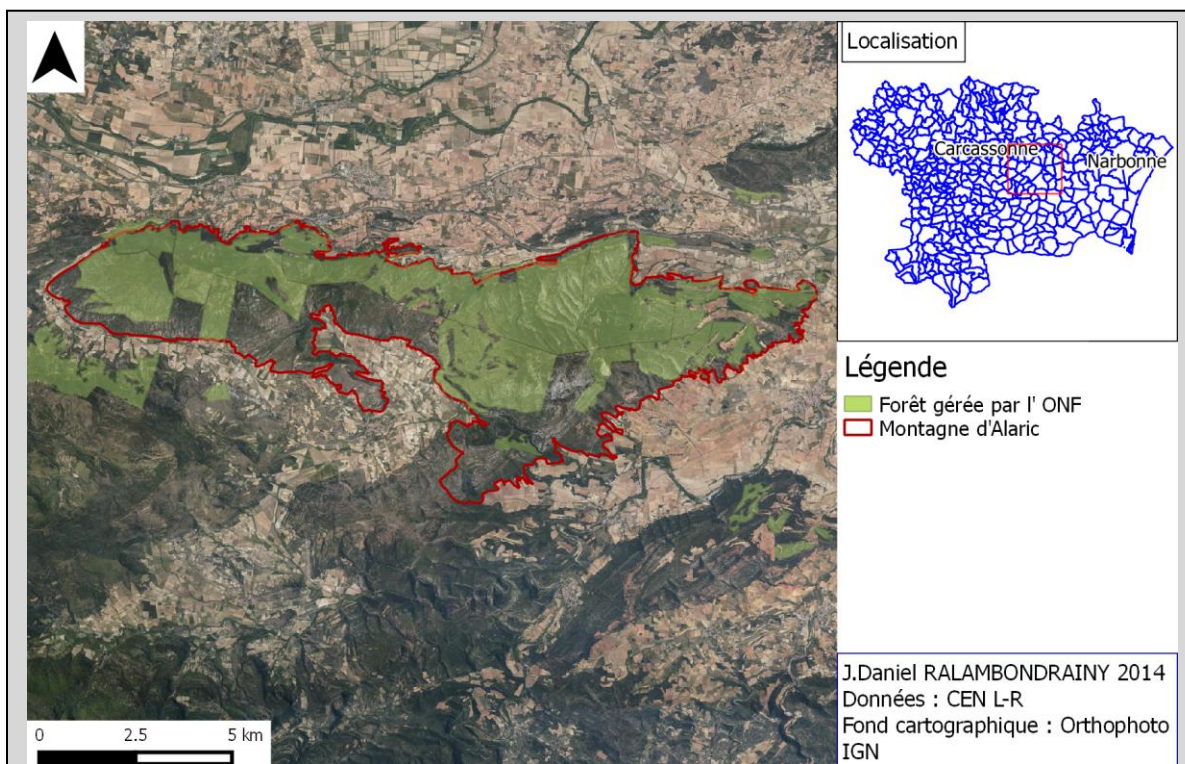 Localisation
Carcassonne
Narbonne
Légende
Forêt gérée par l' ONF
Montagne d'Alaric
0 2.5 5 km
J.Daniel RALAMBONDRAINY 2014
Données : CEN L-R
Fond cartographique : Orthophoto
IGN